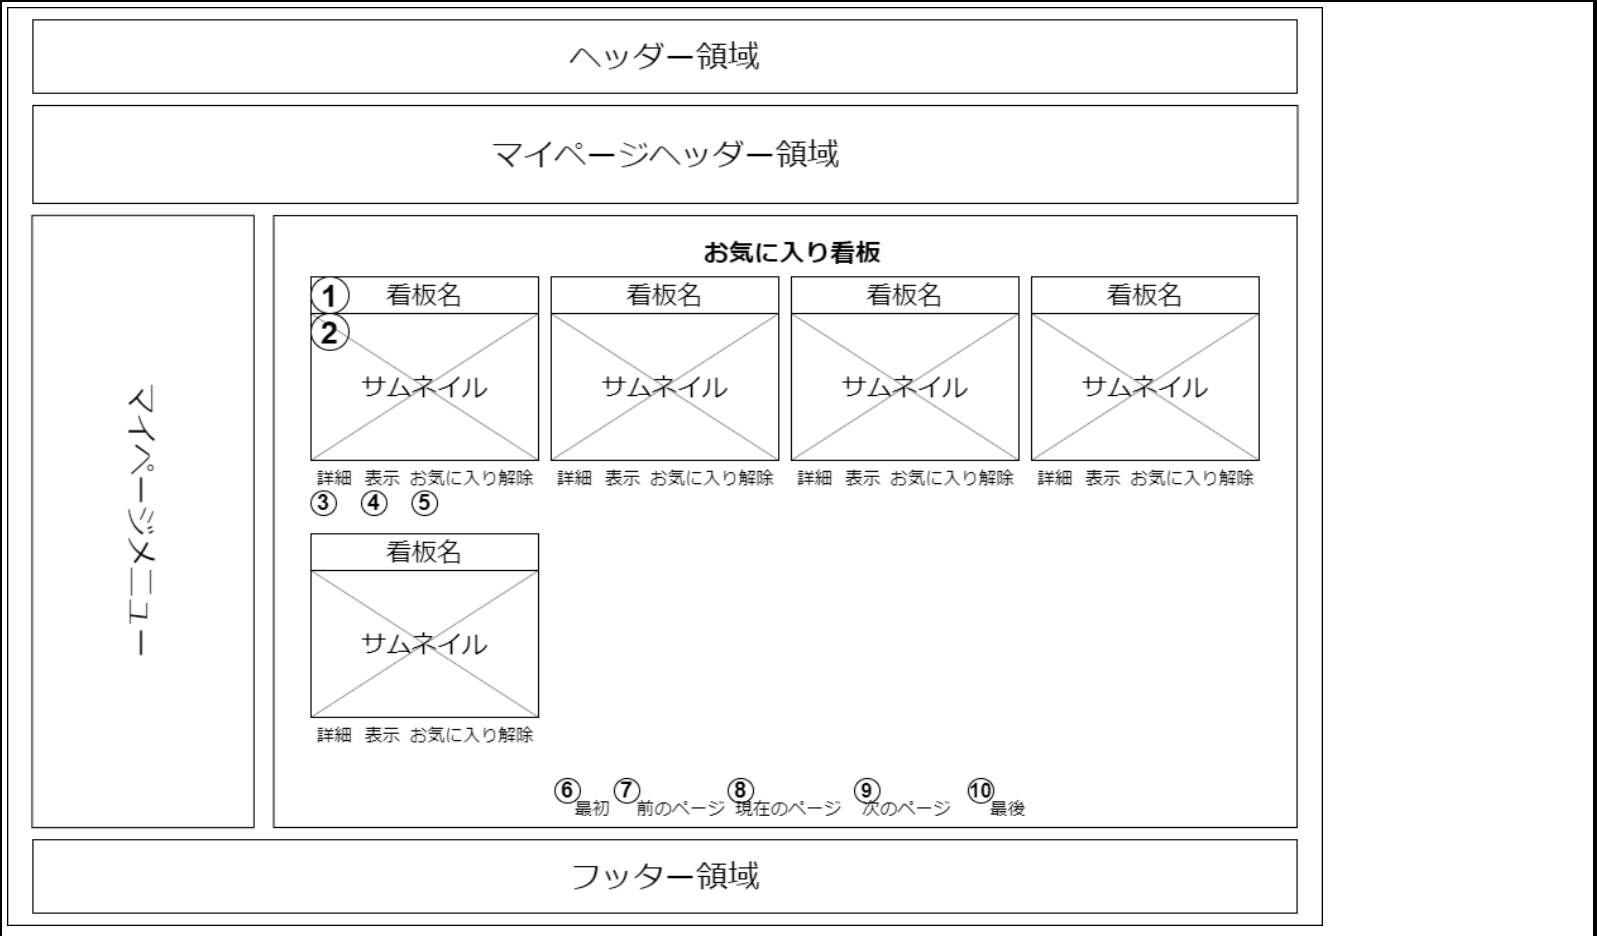 ヘッダー領域
マイページヘッダー領域
マイページメニュー
お気に入り看板
① 看板名 看板名 看板名 看板名
②
サムネイル サムネイル サムネイル サムネイル
詳細 表示 お気に入り解除 詳細 表示 お気に入り解除 詳細 表示 お気に入り解除 詳細 表示 お気に入り解除
③ ④ ⑤
看板名
サムネイル
詳細 表示 お気に入り解除
⑥ ⑦ ⑧ ⑨ ⑩
最初 前のページ 現在のページ 次のページ 最後
フッター領域